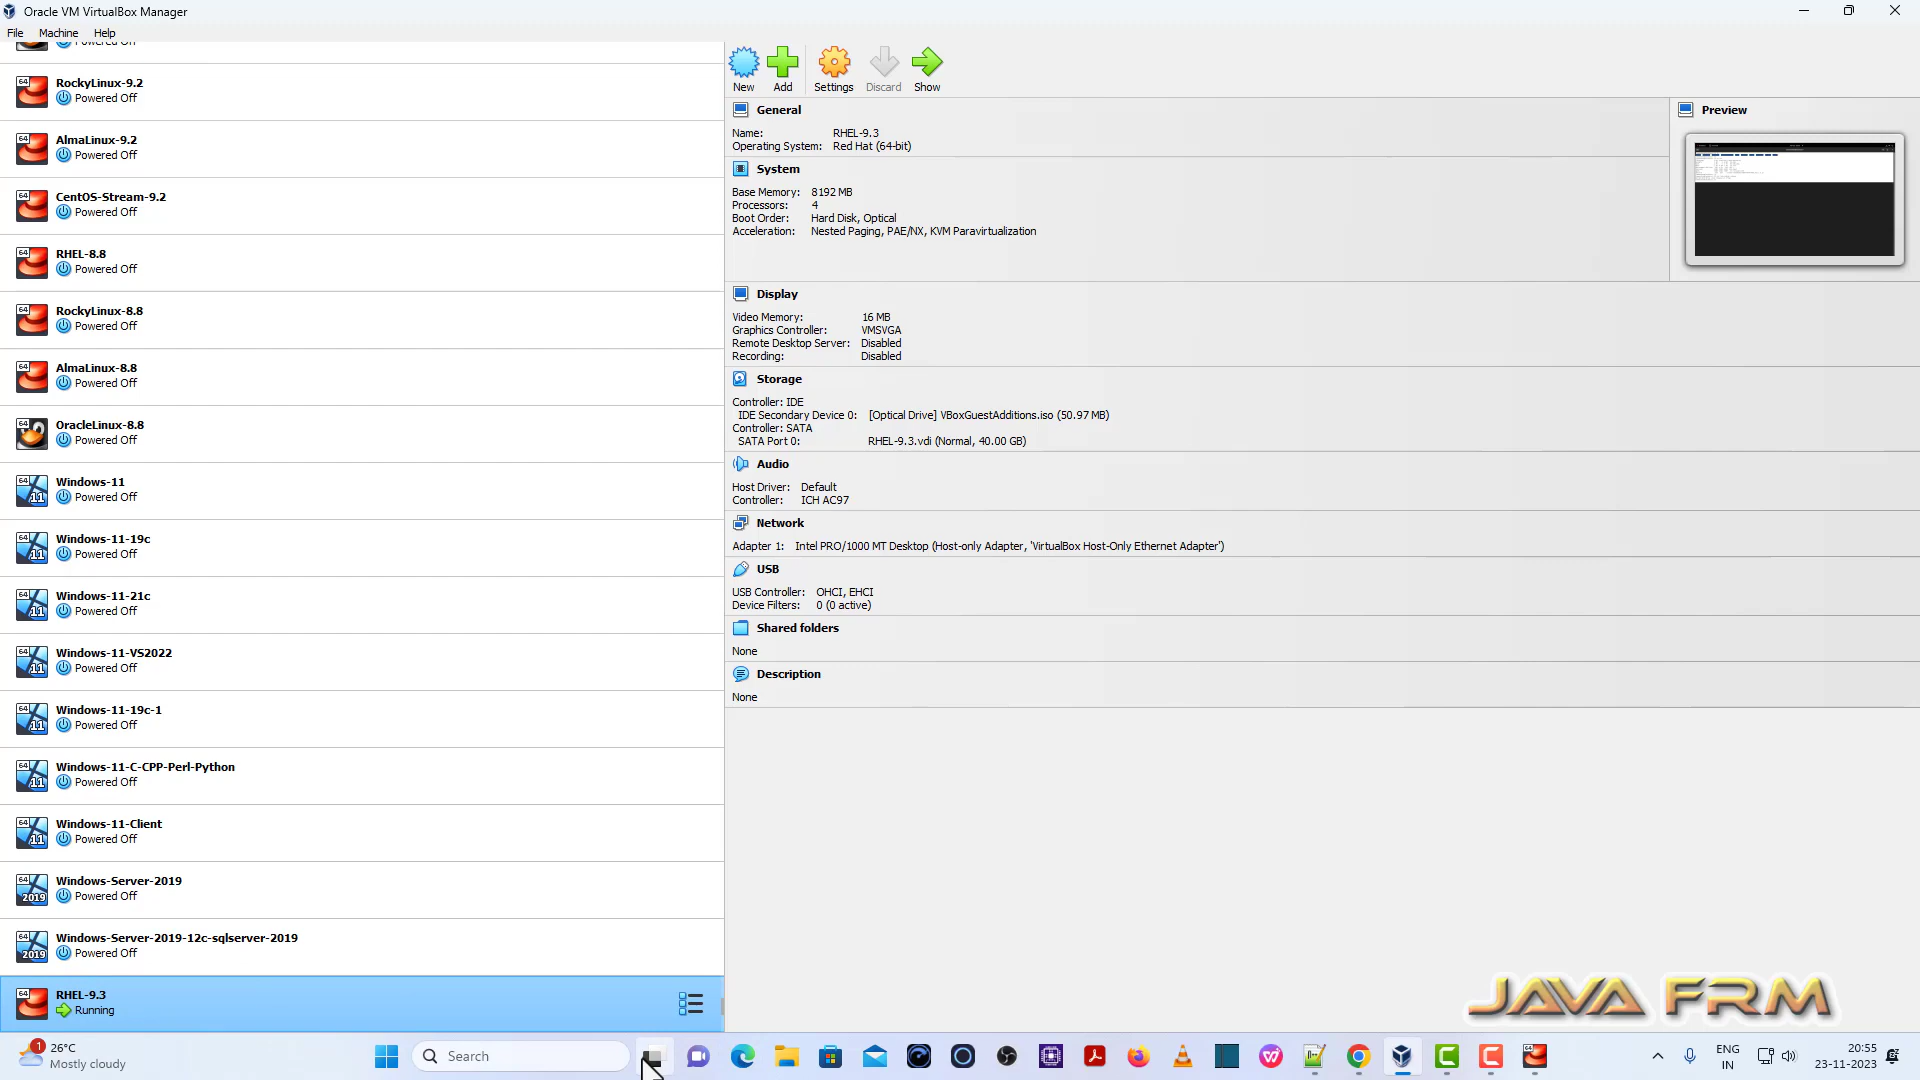 Oracle VM VirtualBox Manager
File Machine Help
Powered Off
RockyLinux-9.2
Powered Off
AlmaLinux-9.2
Powered Off
CentOS-Stream-9.2
Powered Off
RHEL-8.8
Powered Off
RockyLinux-8.8
Powered Off
AlmaLinux-8.8
Powered Off
OracleLinux-8.8
Powered Off
Windows-11
Powered Off
Windows-11-19c
Powered Off
Windows-11-21c
Powered Off
Windows-11-VS2022
Powered Off
Windows-11-19c-1
Powered Off
Windows-11-C-CPP-Perl-Python
Powered Off
Windows-11-Client
Powered Off
Windows-Server-2019
Powered Off
Windows-Server-2019-12c-sqlserver-2019
Powered Off
RHEL-9.3
Running
New Add Settings Discard Show
General
Name: RHEL-9.3
Operating System: Red Hat (64-bit)
System
Base Memory: 8192 MB
Processors: 4
Boot Order: Hard Disk, Optical
Acceleration: Nested Paging, PAE/NX, KVM Paravirtualization
Preview
Display
Video Memory: 16 MB
Graphics Controller: VMSVGA
Remote Desktop Server: Disabled
Recording: Disabled
Storage
Controller: IDE
IDE Secondary Device 0: [Optical Drive] VBoxGuestAdditions.iso (50.97 MB)
Controller: SATA
SATA Port 0: RHEL-9.3.vdi (Normal, 40.00 GB)
Audio
Host Driver: Default
Controller: ICH AC97
Network
Adapter 1: Intel PRO/1000 MT Desktop (Host-only Adapter, 'VirtualBox Host-Only Ethernet Adapter')
USB
USB Controller: OHCI, EHCI
Device Filters: 0 (0 active)
Shared folders
None
Description
None
JAVA FRM
1
26°C
Mostly cloudy
Search
ENG
IN
20:55
23-11-2023